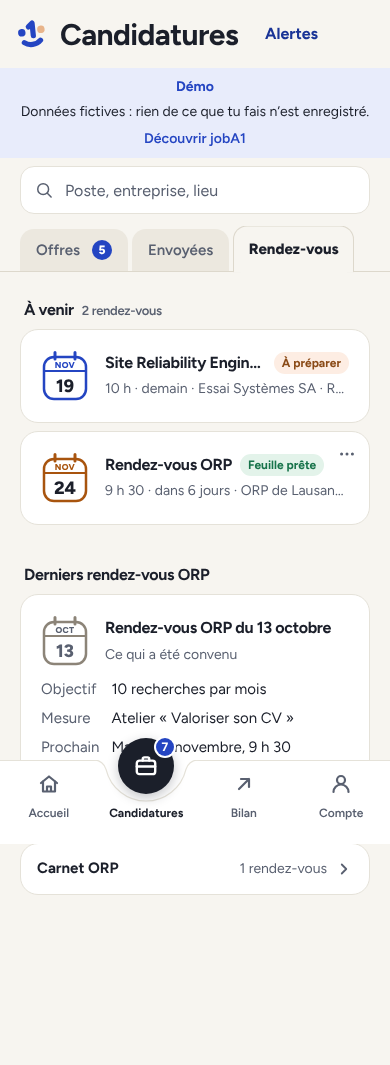 Candidatures
Alertes
Démo
Données fictives : rien de ce que tu fais n'est enregistré.
Découvrir jobA1
Poste, entreprise, lieu
Offres 5
Envoyées
Rendez-vous
À venir 2 rendez-vous
NOV
19
Site Reliability Engin... À préparer
10 h · demain · Essai Systèmes SA · R...
NOV
24
Rendez-vous ORP Feuille prête
9 h 30 · dans 6 jours · ORP de Lausan...
Derniers rendez-vous ORP
OCT
13
Rendez-vous ORP du 13 octobre
Ce qui a été convenu
Objectif 10 recherches par mois
Mesure Atelier « Valoriser son CV »
Prochain novembre, 9 h 30
7
Accueil
Candidatures
Bilan
Compte
Carnet ORP 1 rendez-vous